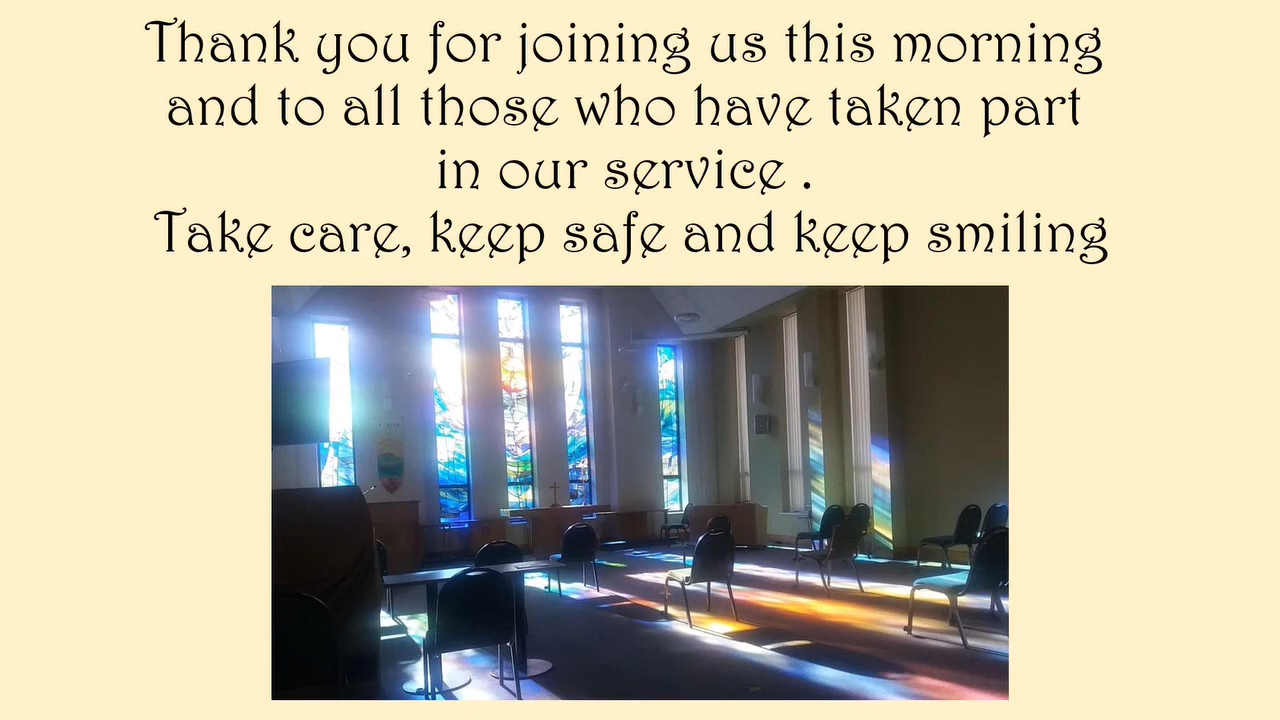 Thank you for joining us this morning
and to all those who have taken part
in our service .
Take care, keep safe and keep smiling